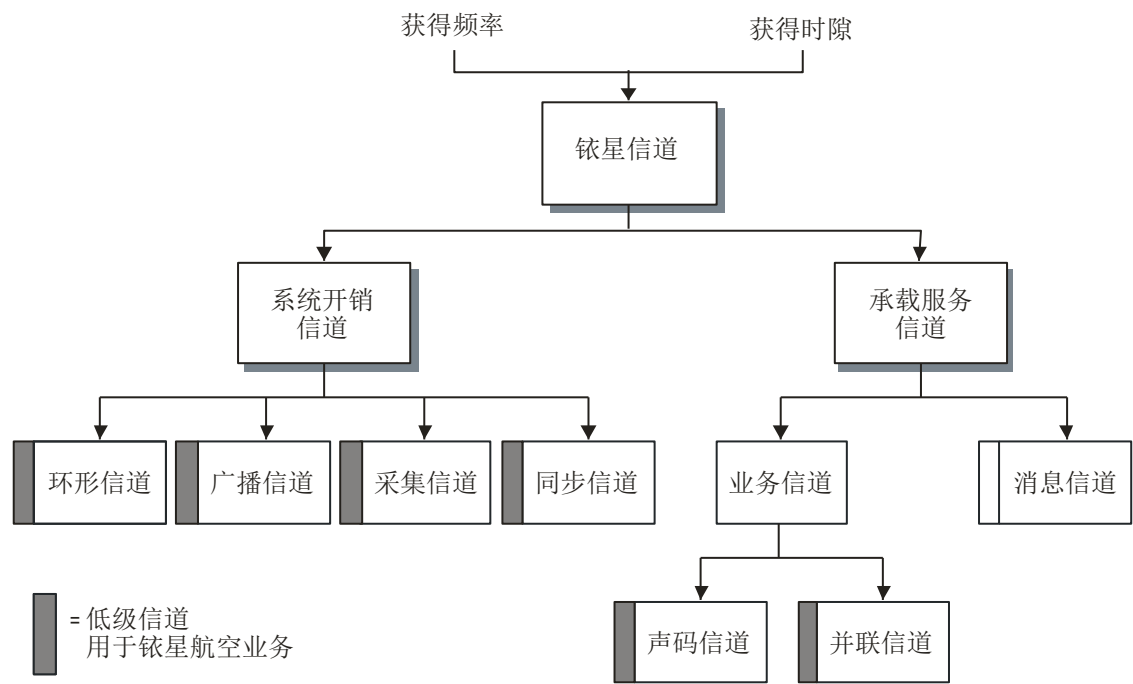 获得频率
获得时隙
铱星信道
系统开销
信道
承载服务
信道
环形信道
广播信道
采集信道
同步信道
业务信道
消息信道
声码信道
并联信道
= 低级信道
用于铱星航空业务